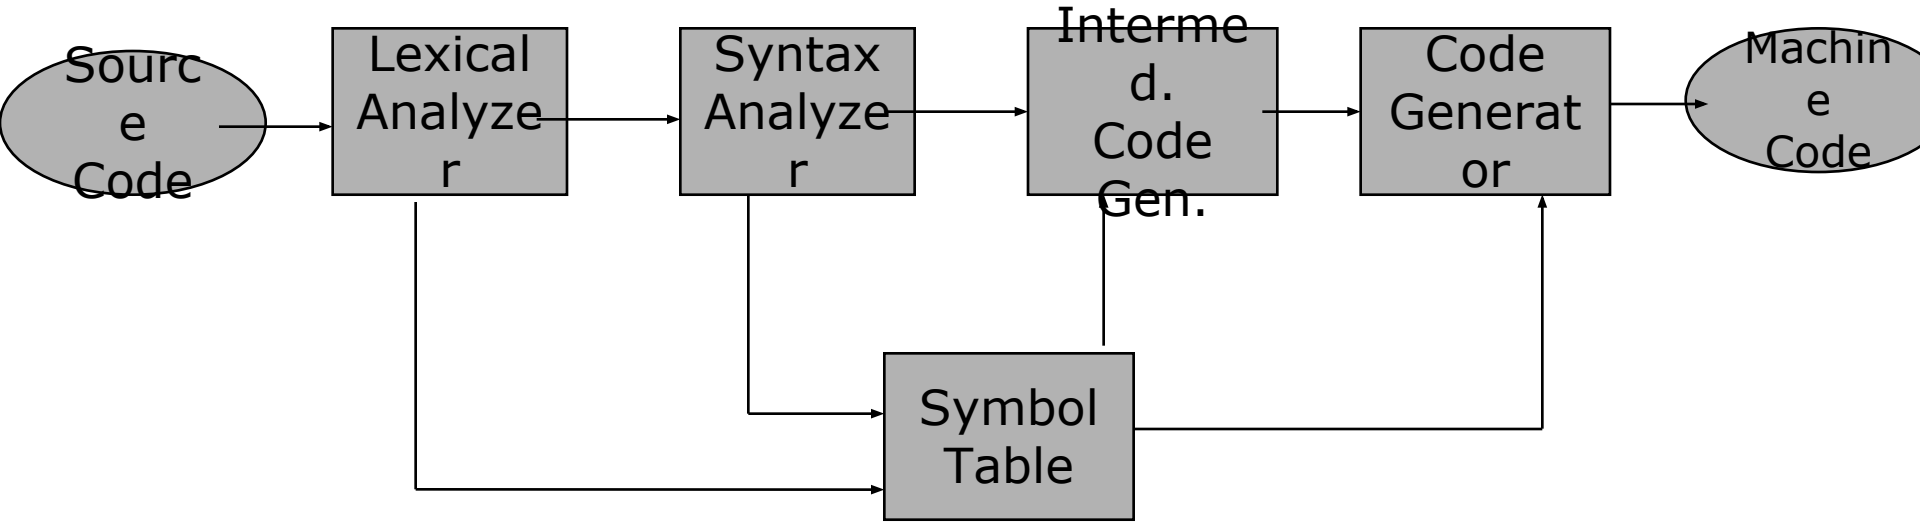 Sourc
e
Code
Lexical
Analyze
r
Syntax
Analyze
r
Interme
d.
Code
Gen.
Code
Generat
or
Machin
e
Code
Symbol
Table